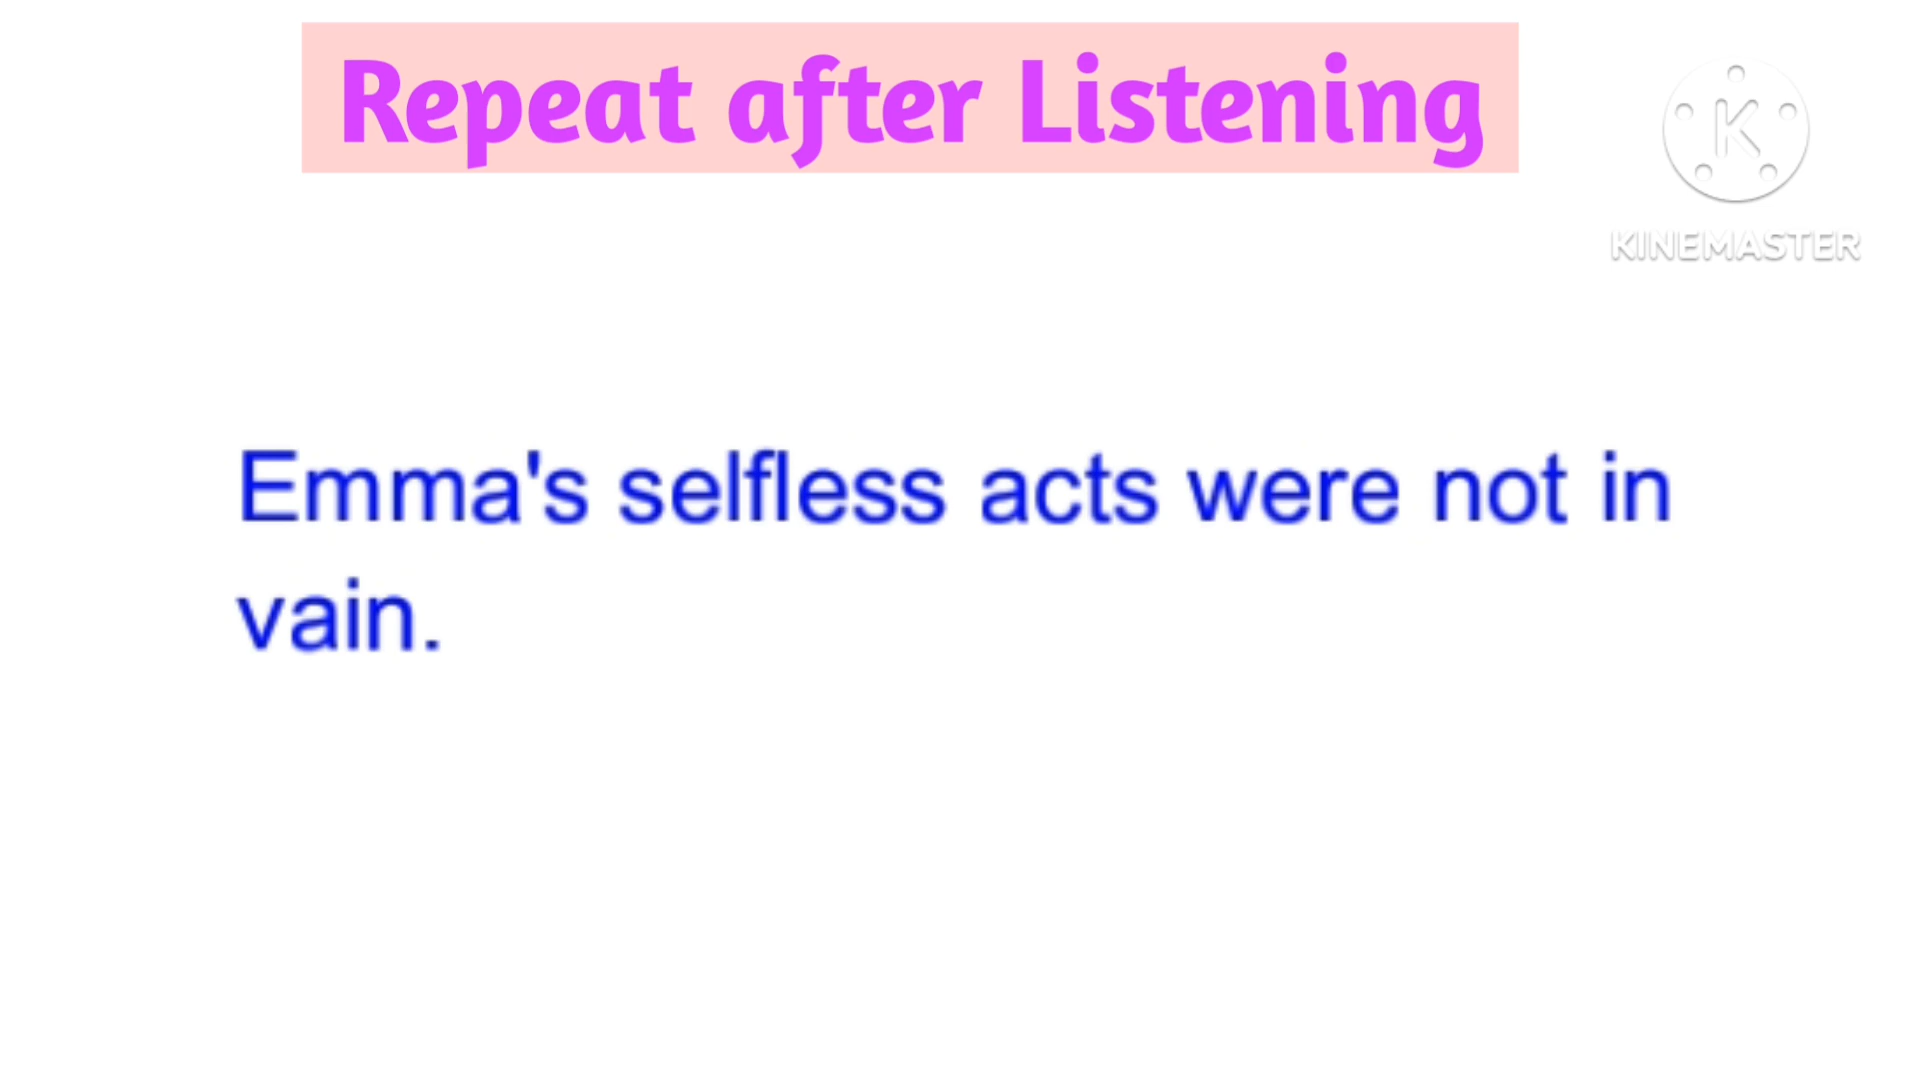 Repeat after Listening
K
KINEMASTER
Emma's selfless acts were not in
vain.